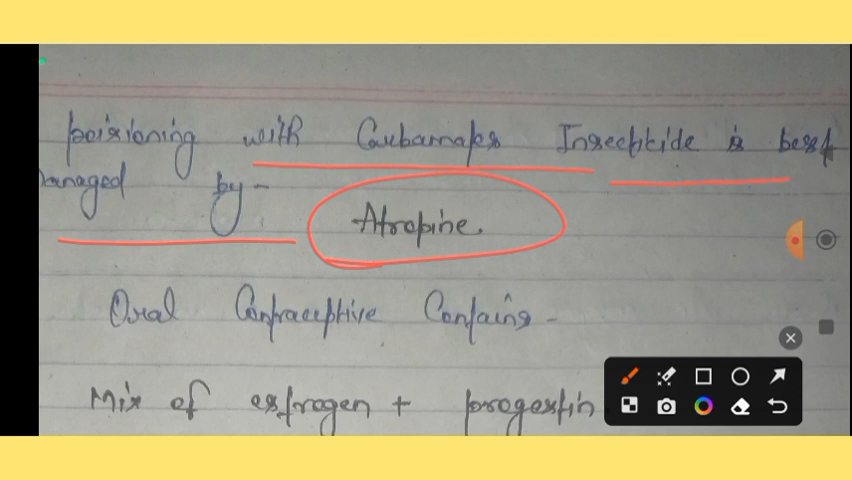 poisioning with Carbamates Insecticide is best
managed by -
Atropine.
Oral Contraceptive Contains -
Mix of estrogen + progestin